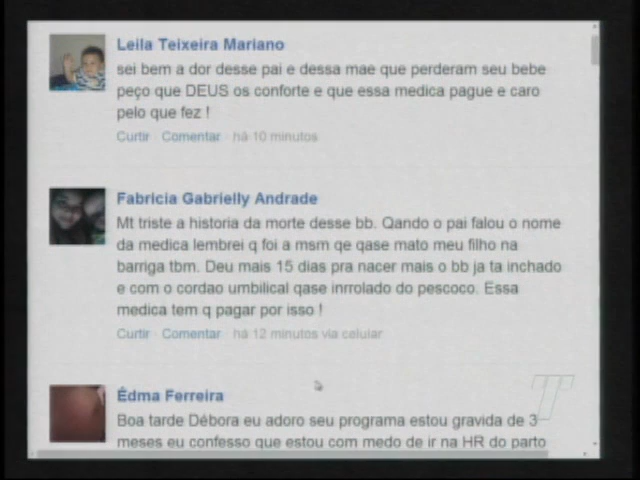 Leila Teixeira Mariano
sei bem a dor desse pai e dessa mae que perderam seu bebe
peço que DEUS os conforte e que essa medica pague e caro
pelo que fez !
Curtir · Comentar · há 10 minutos
Fabricia Gabrielly Andrade
Mt triste a historia da morte desse bb. Qando o pai falou o nome
da medica lembrei q foi a msm qe qase mato meu filho na
barriga tbm. Deu mais 15 dias pra nacer mais o bb ja ta inchado
e com o cordao umbilical qase inrrolado do pescoco. Essa
medica tem q pagar por isso !
Curtir · Comentar · há 12 minutos via celular
Êdma Ferreira
Boa tarde Débora eu adoro seu programa estou gravida de 3
meses eu confesso que estou com medo de ir na HR do parto